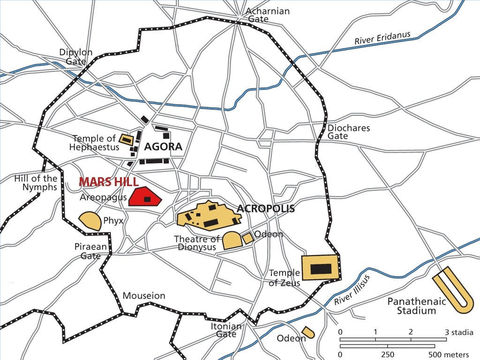 Acharnian
Gate
River Eridanus
Dipylon
Gate
Diochares
Gate
Temple of
Hephaestus
AGORA
Hill of the
Nymphs
MARS HILL
Areopagus
ACROPOLIS
Phyx
Theatre of
Dionysus
Odeon
Piraean
Gate
Temple
of Zeus
Mouseion
River Illisus
Panathenaic
Stadium
Itonian
Gate
Odeon
0 1 2 3 stadia
0 250 500 meters